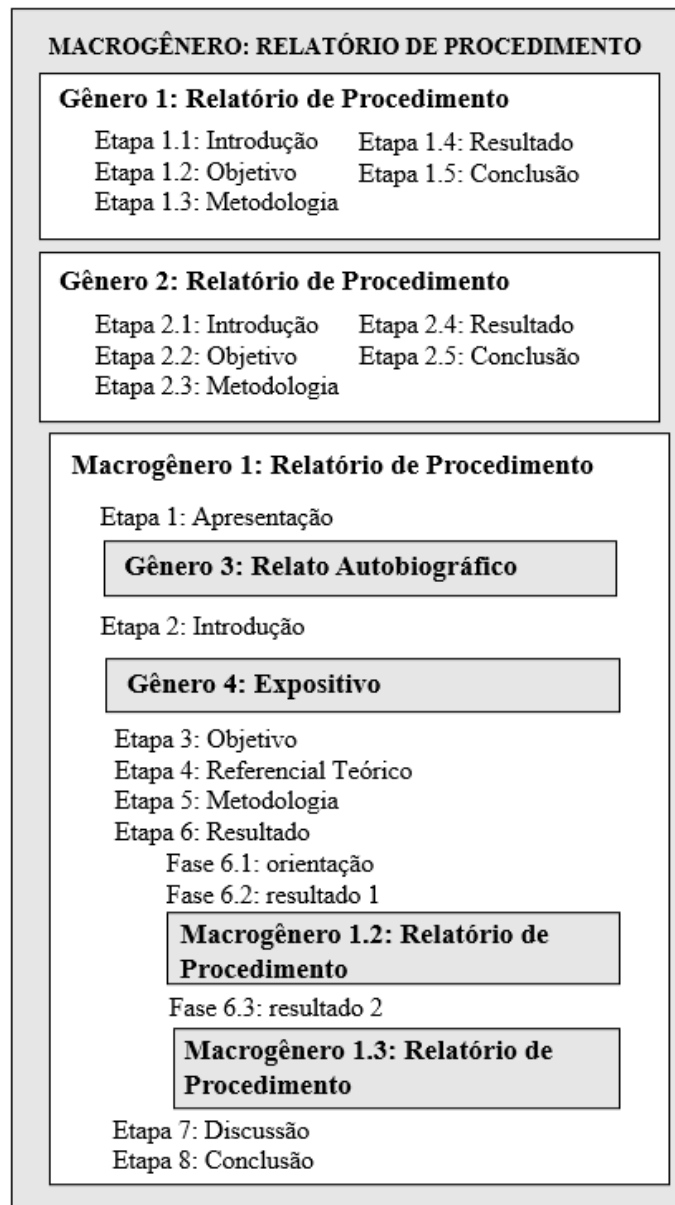 MACROGÊNERO: RELATÓRIO DE PROCEDIMENTO
Gênero 1: Relatório de Procedimento
Etapa 1.1: Introdução
Etapa 1.2: Objetivo
Etapa 1.3: Metodologia
Etapa 1.4: Resultado
Etapa 1.5: Conclusão
Gênero 2: Relatório de Procedimento
Etapa 2.1: Introdução
Etapa 2.2: Objetivo
Etapa 2.3: Metodologia
Etapa 2.4: Resultado
Etapa 2.5: Conclusão
Macrogênero 1: Relatório de Procedimento
Etapa 1: Apresentação
Gênero 3: Relato Autobiográfico
Etapa 2: Introdução
Gênero 4: Expositivo
Etapa 3: Objetivo
Etapa 4: Referencial Teórico
Etapa 5: Metodologia
Etapa 6: Resultado
Fase 6.1: orientação
Fase 6.2: resultado 1
Macrogênero 1.2: Relatório de
Procedimento
Fase 6.3: resultado 2
Macrogênero 1.3: Relatório de
Procedimento
Etapa 7: Discussão
Etapa 8: Conclusão